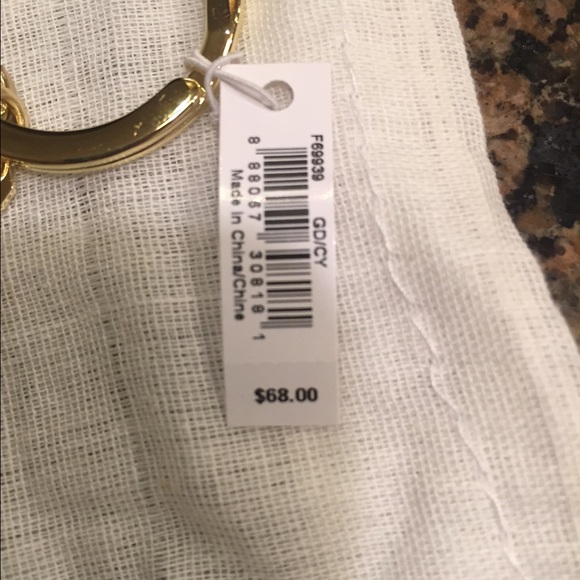 F69939 GD/CY
8 88067 30818 1
Made in China/Chine
$68.00